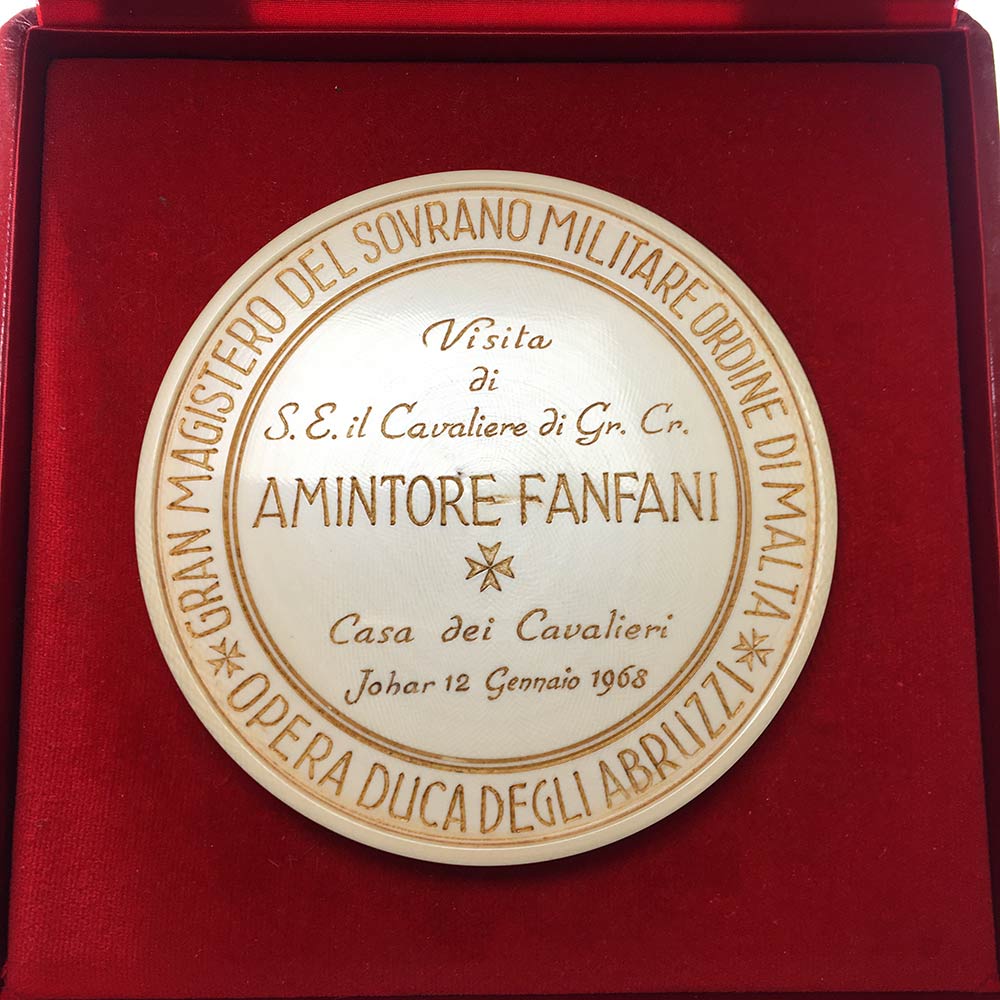 GRAN MAGISTERO DEL SOVRANO MILITARE ORDINE DI MALTA
Visita
di
S. E. il Cavaliere di Gr. Cr.
AMINTORE FANFANI
Casa dei Cavalieri
Johar 12 Gennaio 1968
OPERA DUCA DEGLI ABRUZZI